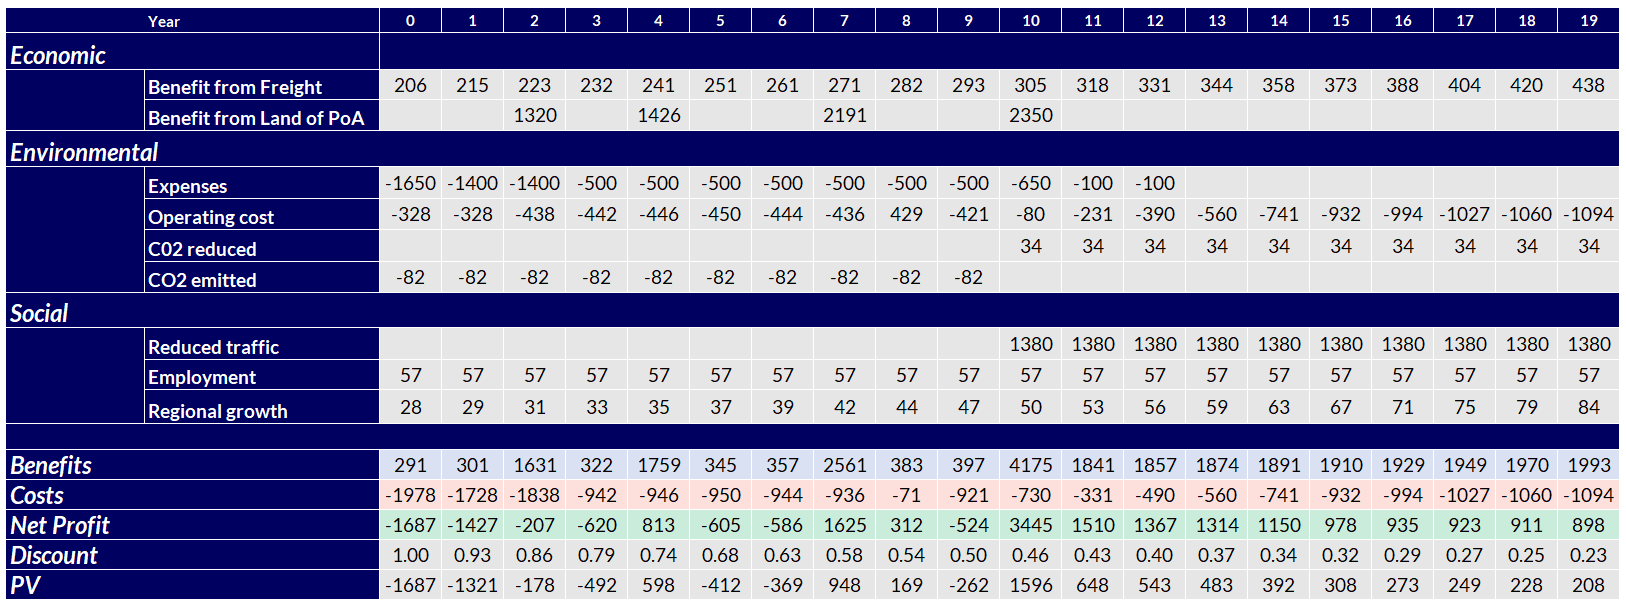 Year 0 1 2 3 4 5 6 7 8 9 10 11 12 13 14 15 16 17 18 19
Economic
Benefit from Freight 206 215 223 232 241 251 261 271 282 293 305 318 331 344 358 373 388 404 420 438
Benefit from Land of PoA 1320 1426 2191 2350
Environmental
Expenses -1650 -1400 -1400 -500 -500 -500 -500 -500 -500 -500 -650 -100 -100
Operating cost -328 -328 -438 -442 -446 -450 -444 -436 429 -421 -80 -231 -390 -560 -741 -932 -994 -1027 -1060 -1094
C02 reduced 34 34 34 34 34 34 34 34 34 34
CO2 emitted -82 -82 -82 -82 -82 -82 -82 -82 -82 -82
Social
Reduced traffic 1380 1380 1380 1380 1380 1380 1380 1380 1380 1380
Employment 57 57 57 57 57 57 57 57 57 57 57 57 57 57 57 57 57 57 57 57
Regional growth 28 29 31 33 35 37 39 42 44 47 50 53 56 59 63 67 71 75 79 84
Benefits 291 301 1631 322 1759 345 357 2561 383 397 4175 1841 1857 1874 1891 1910 1929 1949 1970 1993
Costs -1978 -1728 -1838 -942 -946 -950 -944 -936 -71 -921 -730 -331 -490 -560 -741 -932 -994 -1027 -1060 -1094
Net Profit -1687 -1427 -207 -620 813 -605 -586 1625 312 -524 3445 1510 1367 1314 1150 978 935 923 911 898
Discount 1.00 0.93 0.86 0.79 0.74 0.68 0.63 0.58 0.54 0.50 0.46 0.43 0.40 0.37 0.34 0.32 0.29 0.27 0.25 0.23
PV -1687 -1321 -178 -492 598 -412 -369 948 169 -262 1596 648 543 483 392 308 273 249 228 208